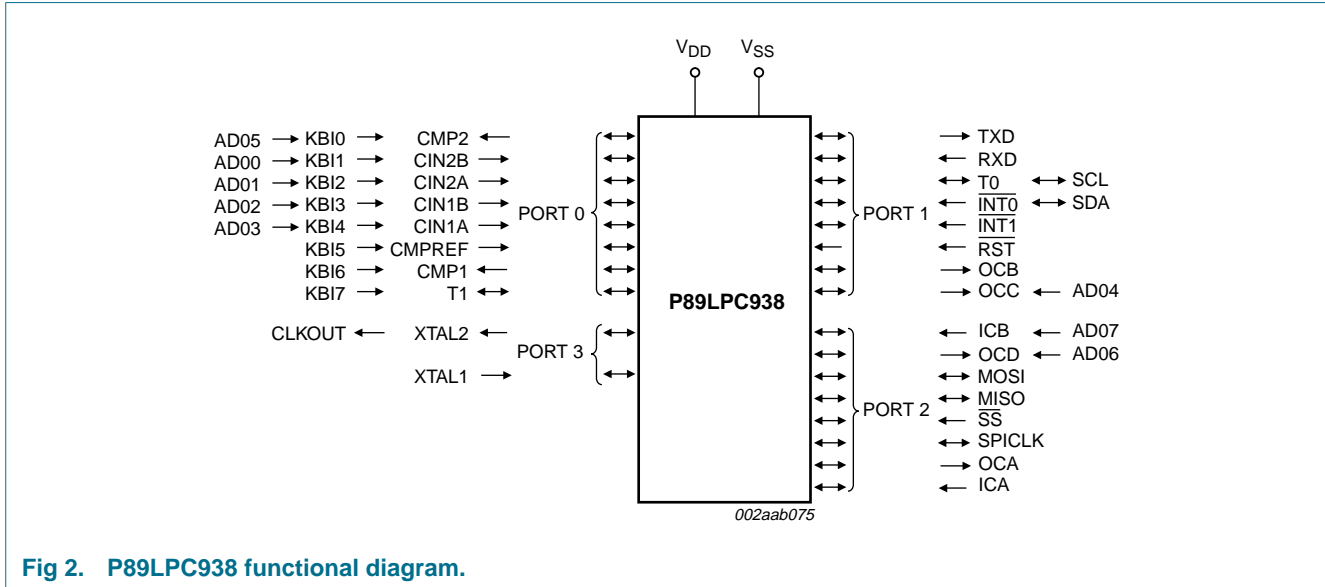 VDD VSS
AD05 KBI0 CMP2 TXD
AD00 KBI1 CIN2B RXD
AD01 KBI2 CIN2A T0 SCL
AD02 KBI3 CIN1B PORT 0 PORT 1 INT0 SDA
AD03 KBI4 CIN1A INT1
KBI5 CMPREF RST
KBI6 CMP1 OCB
KBI7 T1 OCC AD04
P89LPC938
CLKOUT XTAL2 ICB AD07
PORT 3 OCD AD06
XTAL1 MOSI
MISO
PORT 2
SS
SPICLK
OCA
ICA
002aab075
Fig 2. P89LPC938 functional diagram.